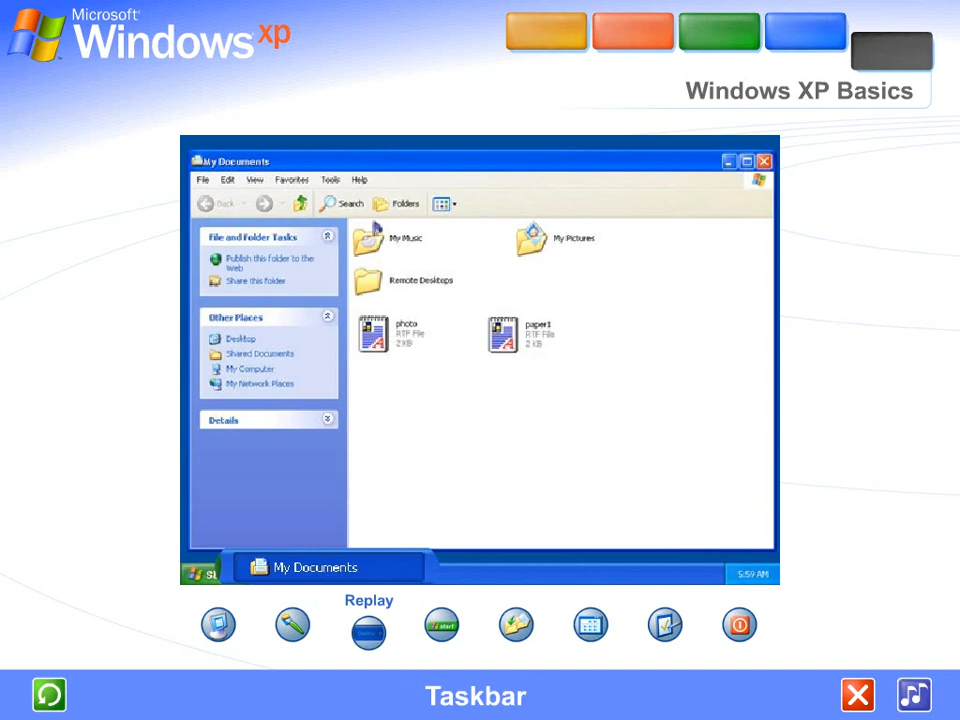 Microsoft®
Windows xp
Windows XP Basics
My Documents
File Edit View Favorites Tools Help
Back Search Folders
File and Folder Tasks
Publish this folder to the
Web
Share this folder
Other Places
Desktop
Shared Documents
My Computer
My Network Places
Details
My Music
My Pictures
Remote Desktops
photo
RTF File
2 KB
paper1
RTF File
2 KB
My Documents
5:59 AM
Replay
start
Taskbar